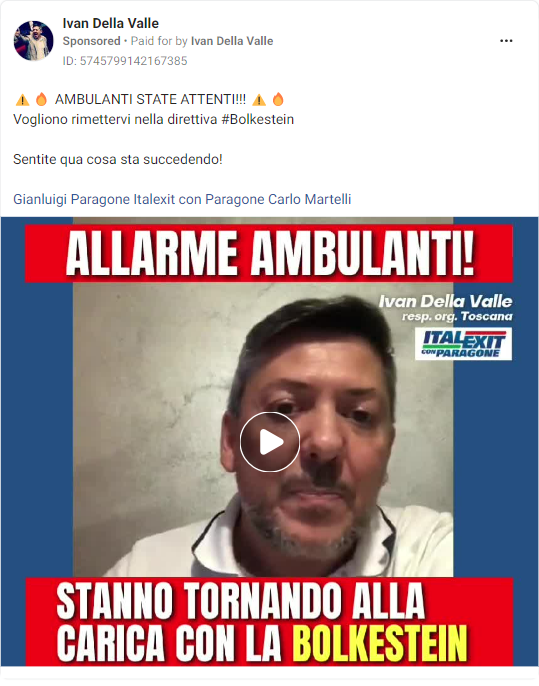 Ivan Della Valle
Sponsored • Paid for by Ivan Della Valle
ID: 5745799142167385
⚠️ 🔥 AMBULANTI STATE ATTENTI!!! ⚠️ 🔥
Vogliono rimettervi nella direttiva #Bolkestein
Sentite qua cosa sta succedendo!
Gianluigi Paragone Italexit con Paragone Carlo Martelli
ALLARME AMBULANTI!
Ivan Della Valle
resp. org. Toscana
ITALEXIT
CON PARAGONE
STANNO TORNANDO ALLA
CARICA CON LA BOLKESTEIN